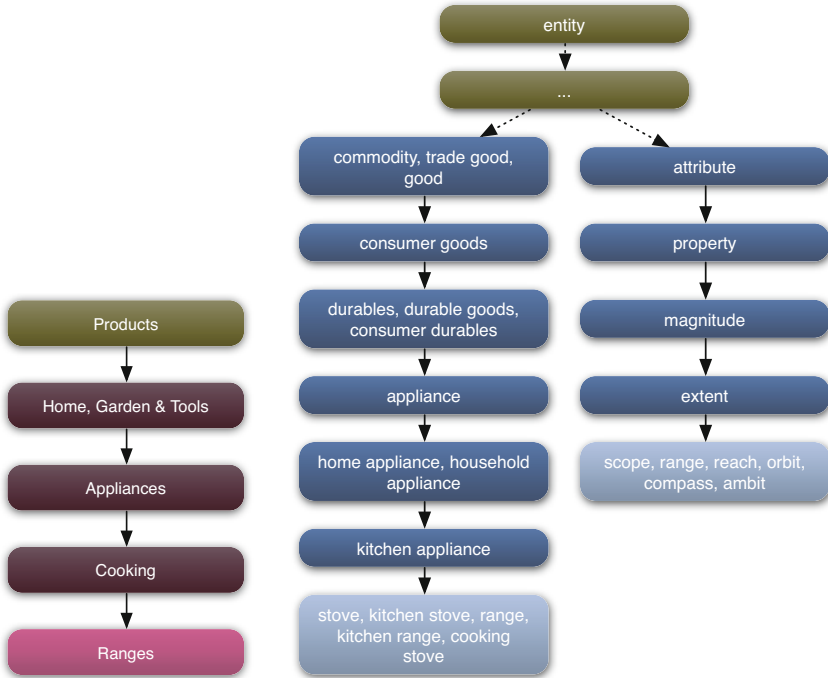 entity
...
commodity, trade good,
good
consumer goods
durables, durable goods,
consumer durables
appliance
home appliance, household
appliance
kitchen appliance
stove, kitchen stove, range,
kitchen range, cooking
stove
attribute
property
magnitude
extent
scope, range, reach, orbit,
compass, ambit
Products
Home, Garden & Tools
Appliances
Cooking
Ranges